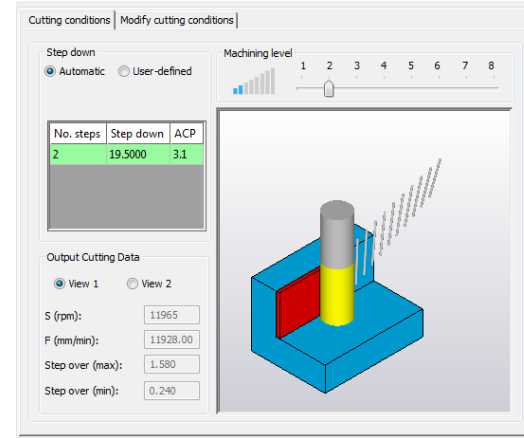 Cutting conditions Modify cutting conditions
Step down
Automatic User-defined
No. steps Step down ACP
2 19.5000 3.1
Machining level
1 2 3 4 5 6 7 8
Output Cutting Data
View 1 View 2
S (rpm): 11965
F (mm/min): 11928.00
Step over (max): 1.580
Step over (min): 0.240